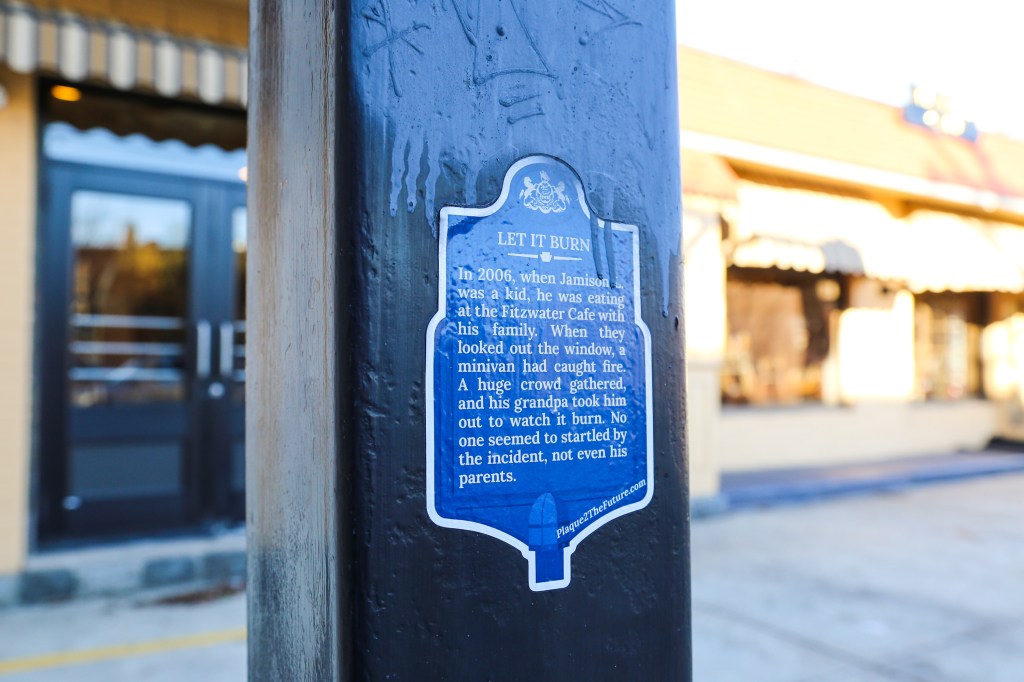 LET IT BURN
In 2006, when Jamison
was a kid, he was eating
at the Fitzwater Cafe with
his family. When they
looked out the window, a
minivan had caught fire.
A huge crowd gathered,
and his grandpa took him
out to watch it burn. No
one seemed to startled by
the incident, not even his
parents.
Plaque2TheFuture.com